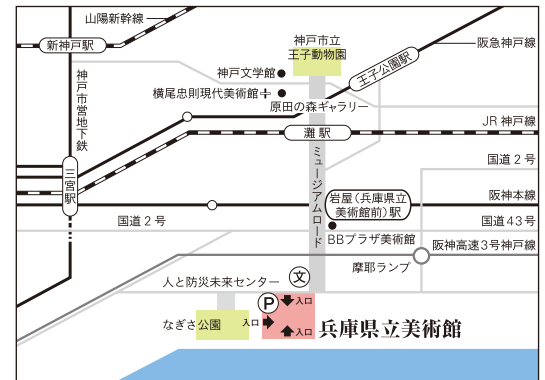 山陽新幹線
新神戸駅
神戸市立
王子動物園
阪急神戸線
王子公園駅
神戸文学館
横尾忠則現代美術館
原田の森ギャラリー
神戸市営地下鉄
JR神戸線
灘駅
国道2号
ミュージアムロード
三宮駅
岩屋(兵庫県立
美術館前)駅
阪神本線
国道2号
国道43号
BBプラザ美術館
阪神高速3号神戸線
摩耶ランプ
文
人と防災未来センター
P
入口
入口
入口
なぎさ公園
兵庫県立美術館